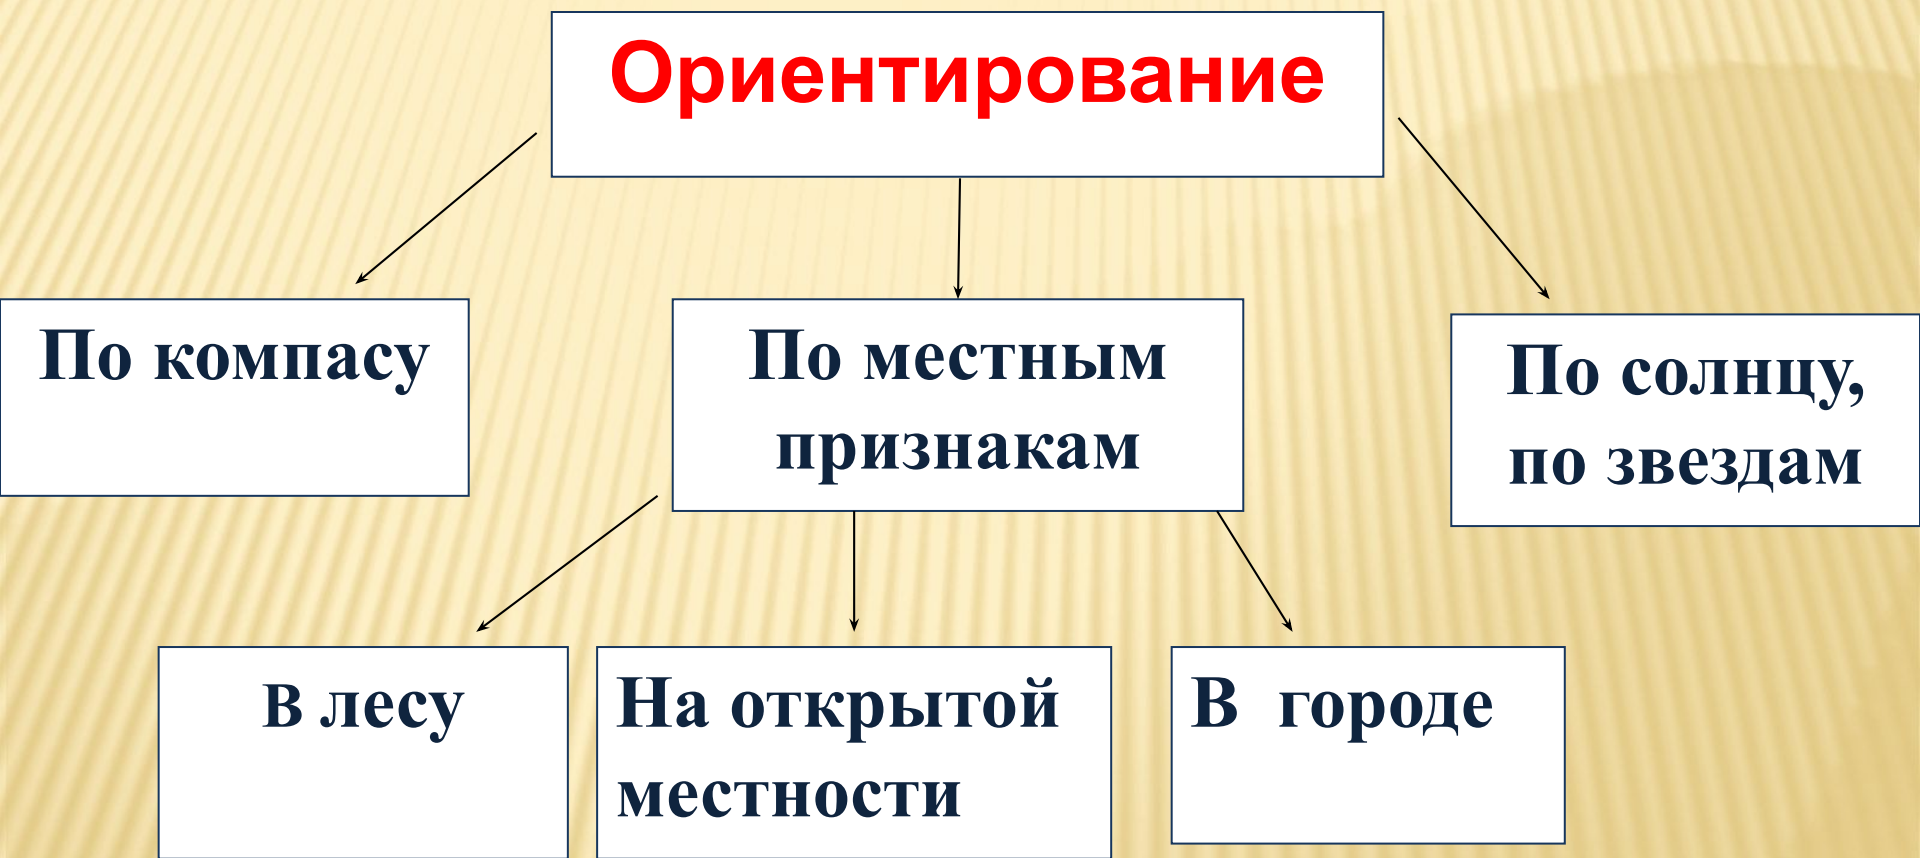 Ориентирование
По компасу
По местным
признакам
По солнцу,
по звездам
В лесу
На открытой
местности
В городе